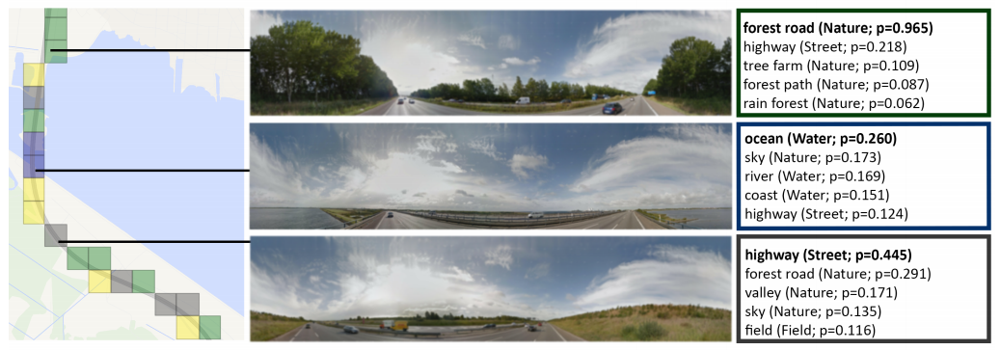 forest road (Nature; p=0.965)
highway (Street; p=0.218)
tree farm (Nature; p=0.109)
forest path (Nature; p=0.087)
rain forest (Nature; p=0.062)
ocean (Water; p=0.260)
sky (Nature; p=0.173)
river (Water; p=0.169)
coast (Water; p=0.151)
highway (Street; p=0.124)
highway (Street; p=0.445)
forest road (Nature; p=0.291)
valley (Nature; p=0.171)
sky (Nature; p=0.135)
field (Field; p=0.116)